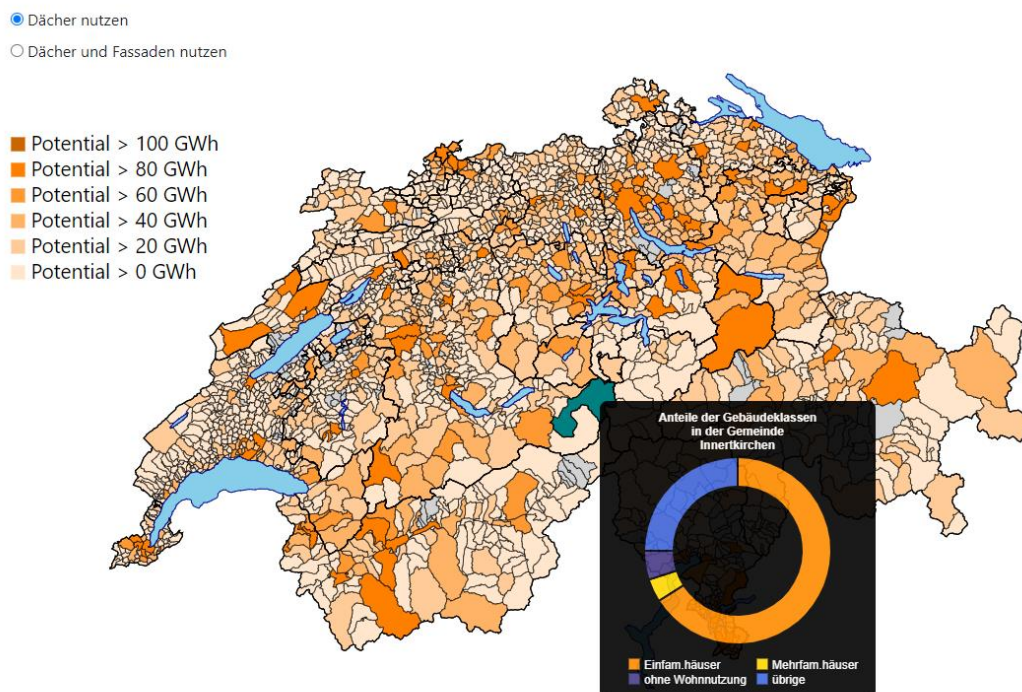 Dächer nutzen
Dächer und Fassaden nutzen
Potential > 100 GWh
Potential > 80 GWh
Potential > 60 GWh
Potential > 40 GWh
Potential > 20 GWh
Potential > 0 GWh
Anteile der Gebäudeklassen
in der Gemeinde
Innertkirchen
Einfam.häuser Mehrfam.häuser
ohne Wohnnutzung übrige